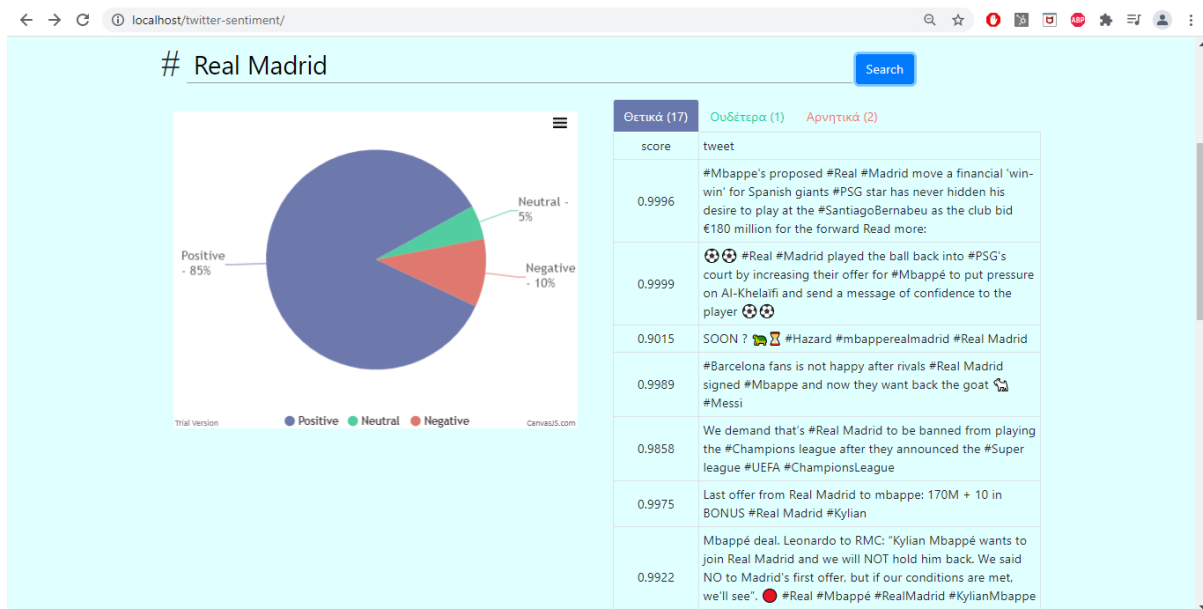 localhost/twitter-sentiment/
ABP
# Real Madrid
Search
Positive
- 85%
Neutral -
5%
Negative
- 10%
Positive Neutral Negative
Trial Version
CanvasJS.com
Θετικά (17) Ουδέτερα (1) Αρνητικά (2)
score tweet
0.9996
#Mbappe's proposed #Real #Madrid move a financial 'win-
win' for Spanish giants #PSG star has never hidden his
desire to play at the #SantiagoBernabeu as the club bid
€180 million for the forward Read more:
0.9999
⚽⚽ #Real #Madrid played the ball back into #PSG's
court by increasing their offer for #Mbappé to put pressure
on Al-Khelaïfi and send a message of confidence to the
player ⚽⚽
0.9015
SOON ? 🐆⏳ #Hazard #mbapperealmadrid #Real Madrid
0.9989
#Barcelona fans is not happy after rivals #Real Madrid
signed #Mbappe and now they want back the goat 🐐
#Messi
0.9858
We demand that's #Real Madrid to be banned from playing
the #Champions league after they announced the #Super
league #UEFA #ChampionsLeague
0.9975
Last offer from Real Madrid to mbappe: 170M + 10 in
BONUS #Real Madrid #Kylian
0.9922
Mbappé deal. Leonardo to RMC: “Kylian Mbappé wants to
join Real Madrid and we will NOT hold him back. We said
NO to Madrid's first offer, but if our conditions are met,
we'll see”. 🔴 #Real #Mbappé #RealMadrid #KylianMbappe